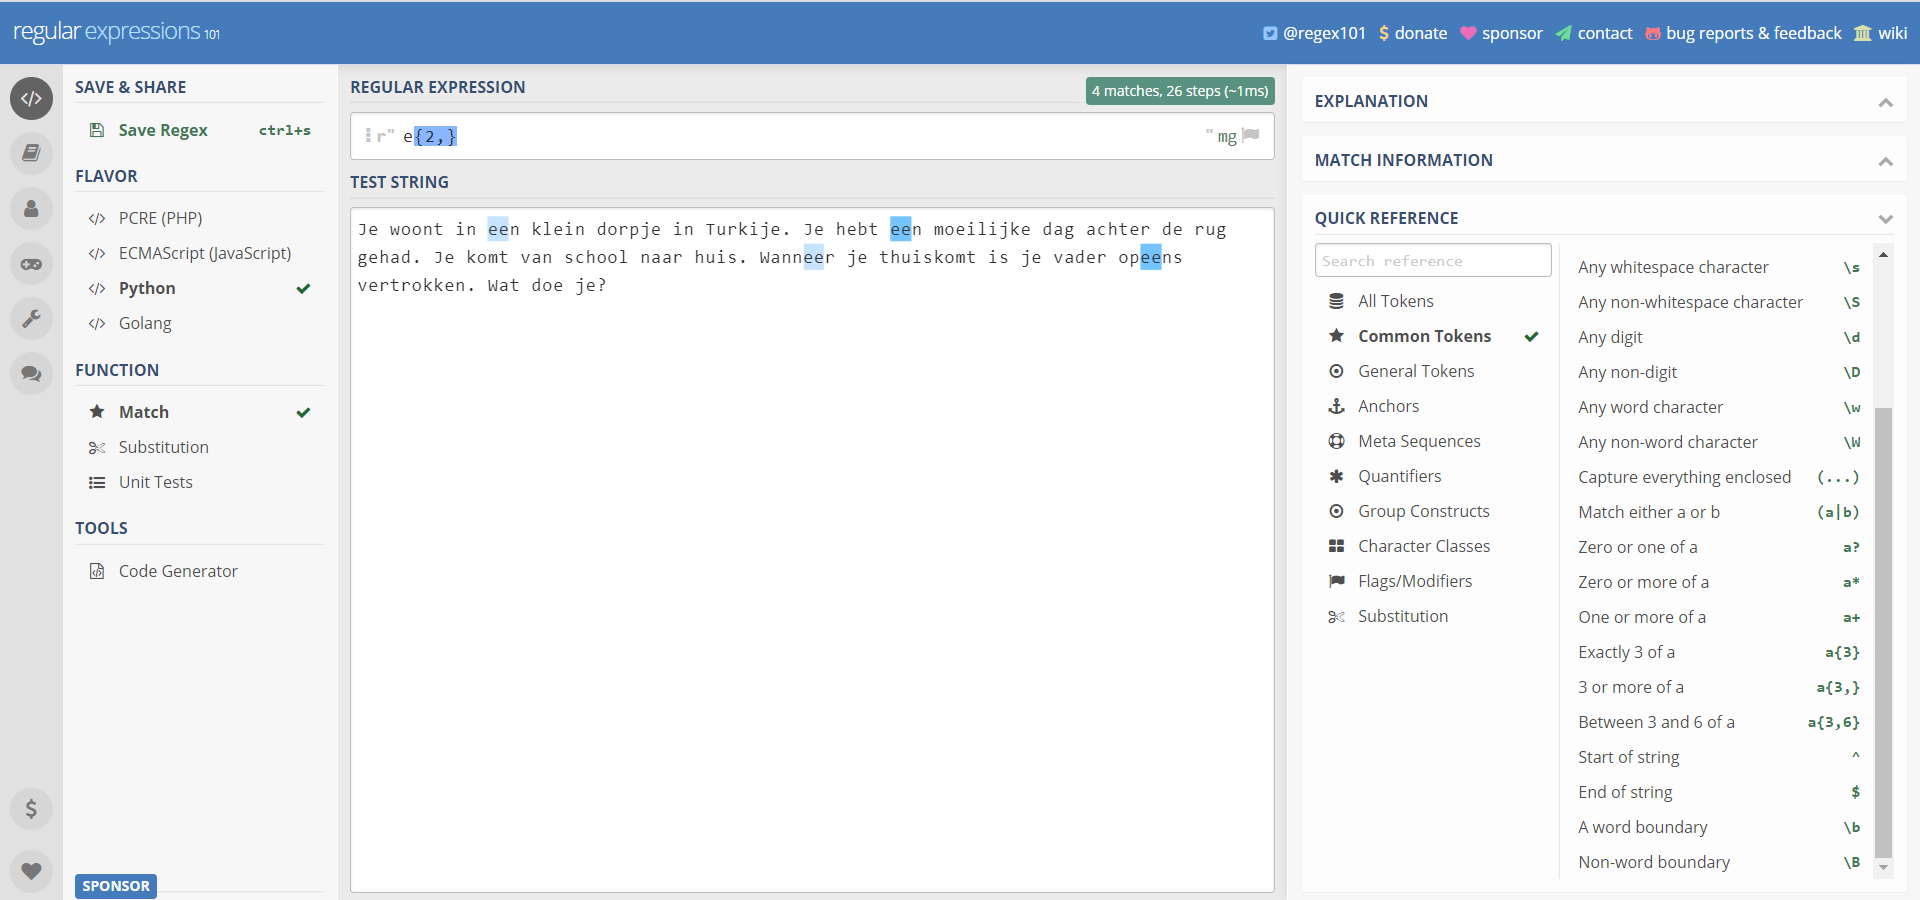 regular expressions 101
@regex101 $ donate sponsor contact bug reports & feedback wiki
SAVE & SHARE
Save Regex ctrl+s
FLAVOR
</> PCRE (PHP)
</> ECMAScript (JavaScript)
</> Python
</> Golang
FUNCTION
Match
Substitution
Unit Tests
TOOLS
Code Generator
SPONSOR
REGULAR EXPRESSION
4 matches, 26 steps (~1ms)
r" e{2,} " mg
TEST STRING
Je woont in een klein dorpje in Turkije. Je hebt een moeilijke dag achter de rug
gehad. Je komt van school naar huis. Wanneer je thuiskomt is je vader opeens
vertrokken. Wat doe je?
EXPLANATION
MATCH INFORMATION
QUICK REFERENCE
Search reference
All Tokens
Common Tokens
General Tokens
Anchors
Meta Sequences
Quantifiers
Group Constructs
Character Classes
Flags/Modifiers
Substitution
Any whitespace character \s
Any non-whitespace character \S
Any digit \d
Any non-digit \D
Any word character \w
Any non-word character \W
Capture everything enclosed (...)
Match either a or b (a|b)
Zero or one of a a?
Zero or more of a a*
One or more of a a+
Exactly 3 of a a{3}
3 or more of a a{3,}
Between 3 and 6 of a a{3,6}
Start of string ^
End of string $
A word boundary \b
Non-word boundary \B